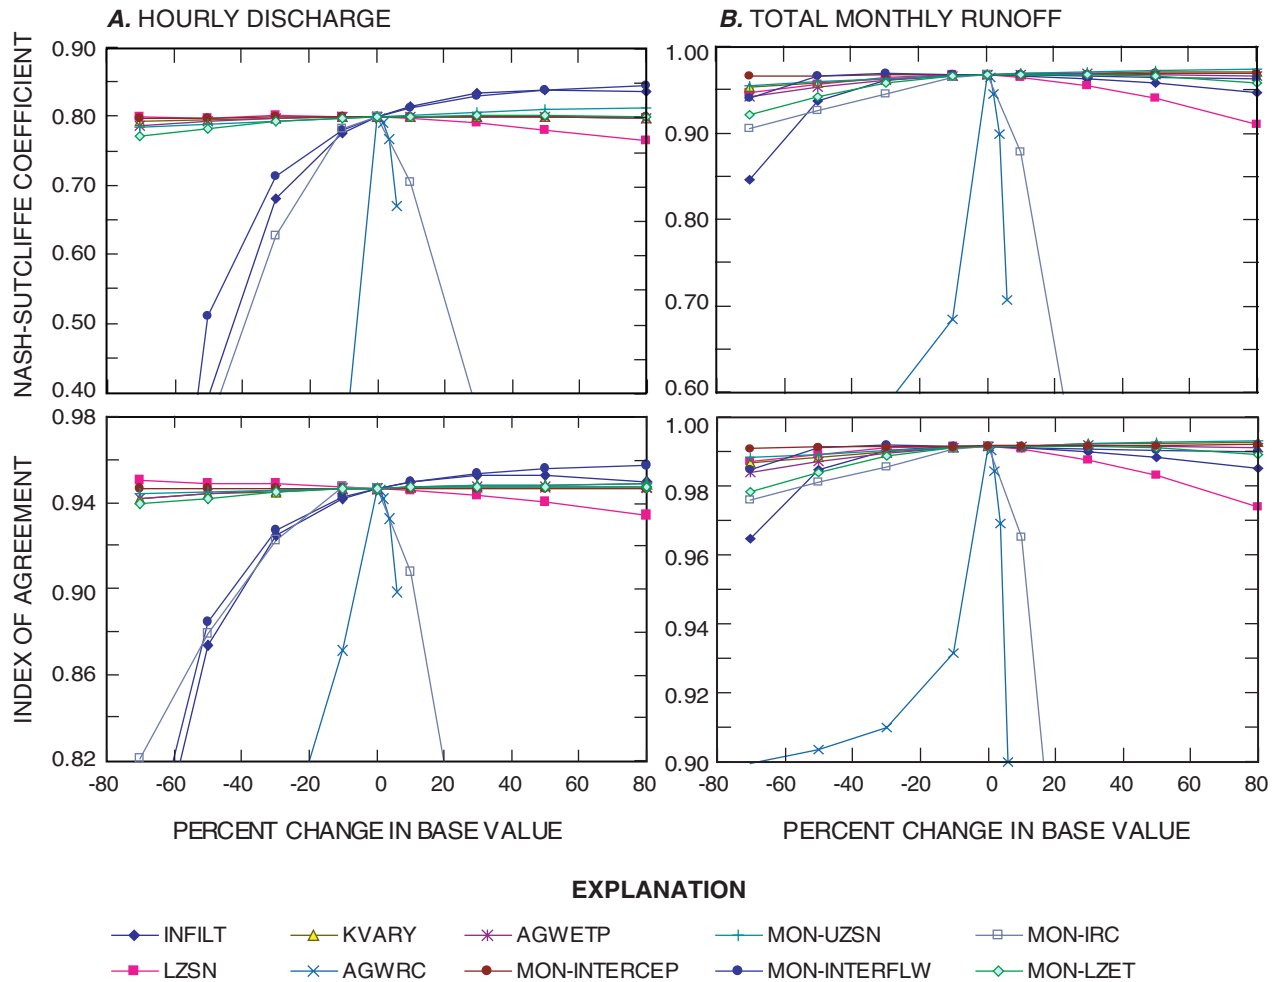 A. HOURLY DISCHARGE
B. TOTAL MONTHLY RUNOFF
NASH-SUTCLIFFE COEFFICIENT
0.90
0.80
0.70
0.60
0.50
0.40
1.00
0.90
0.80
0.70
0.60
INDEX OF AGREEMENT
0.98
0.94
0.90
0.86
0.82
1.00
0.98
0.96
0.94
0.92
0.90
-80 -60 -40 -20 0 20 40 60 80
-80 -60 -40 -20 0 20 40 60 80
PERCENT CHANGE IN BASE VALUE
PERCENT CHANGE IN BASE VALUE
EXPLANATION
INFILT KVARY AGWETP MON-UZSN MON-IRC
LZSN AGWRC MON-INTERCEP MON-INTERFLW MON-LZET